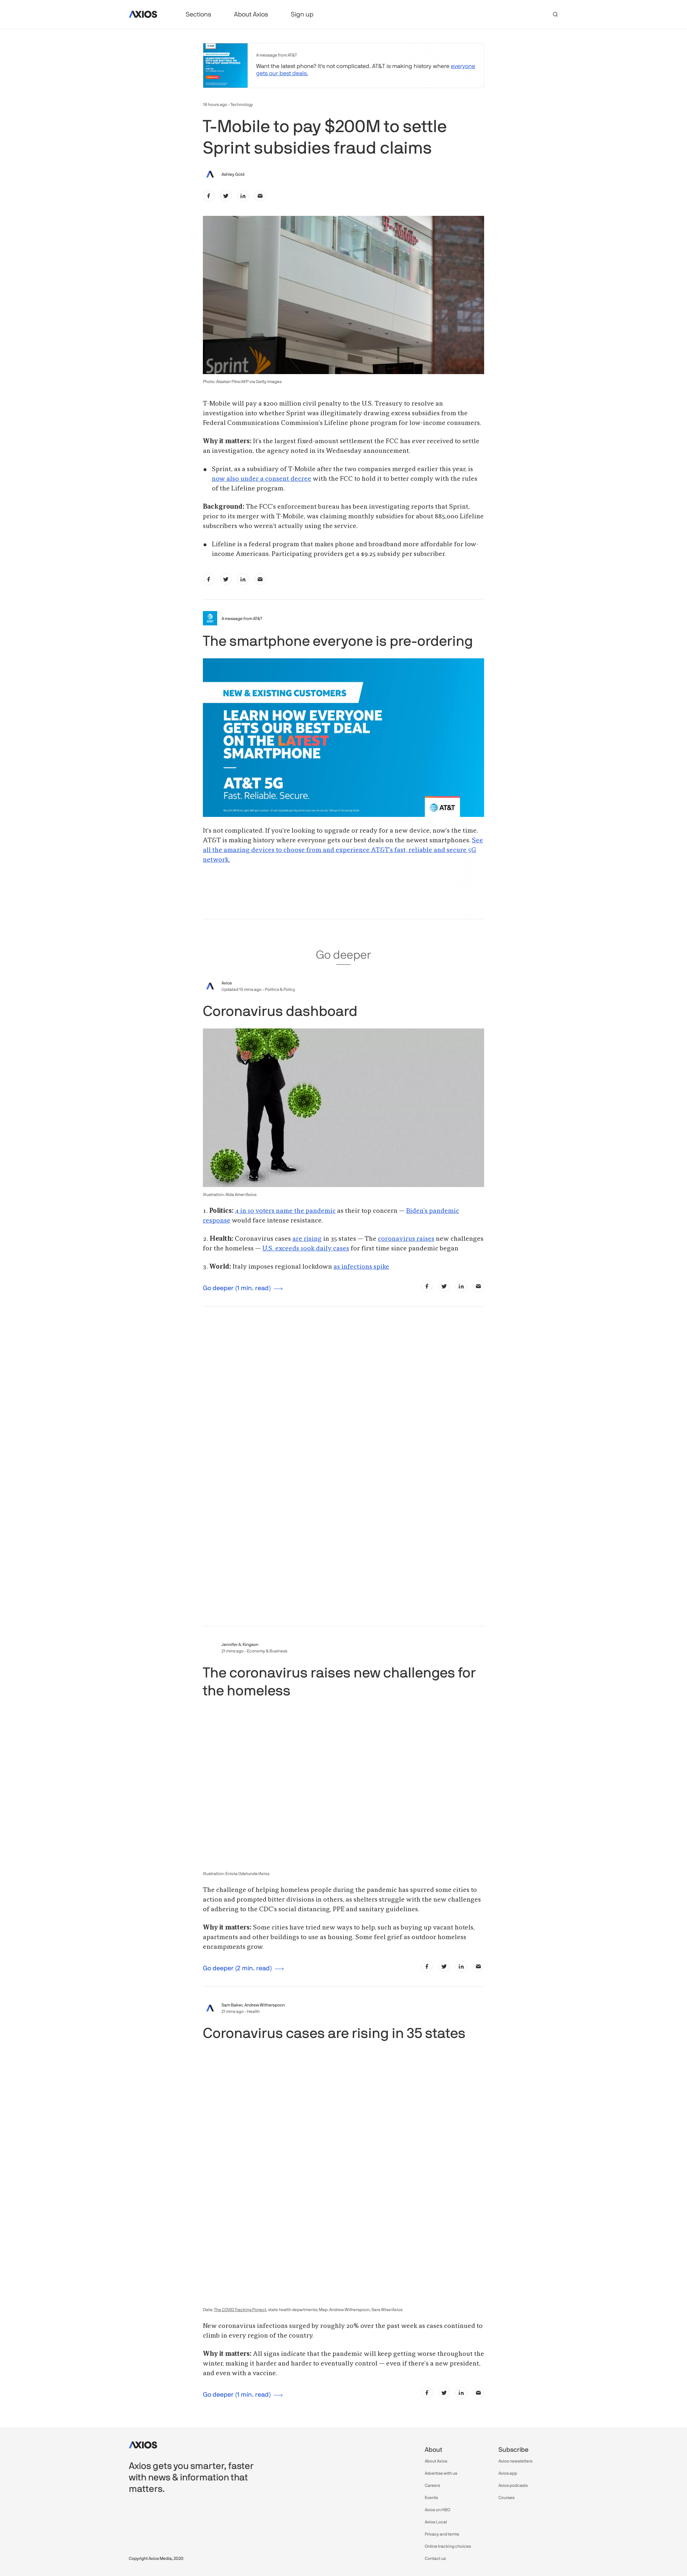 AXIOS
Sections
About Axios
Sign up
A message from AT&T
Want the latest phone? It's not complicated. AT&T is making history where everyone
gets our best deals.
16 hours ago - Technology
T-Mobile to pay $200M to settle
Sprint subsidies fraud claims
Ashley Gold
T-Mobile
Sprint
Photo: Alastair Pike/AFP via Getty Images
T-Mobile will pay a $200 million civil penalty to the U.S. Treasury to resolve an
investigation into whether Sprint was illegitimately drawing excess subsidies from the
Federal Communications Commission's Lifeline phone program for low-income consumers.
Why it matters: It's the largest fixed-amount settlement the FCC has ever received to settle
an investigation, the agency noted in its Wednesday announcement.
Sprint, as a subsidiary of T-Mobile after the two companies merged earlier this year, is
now also under a consent decree with the FCC to hold it to better comply with the rules
of the Lifeline program.
Background: The FCC's enforcement bureau has been investigating reports that Sprint,
prior to its merger with T-Mobile, was claiming monthly subsidies for about 885,000 Lifeline
subscribers who weren't actually using the service.
Lifeline is a federal program that makes phone and broadband more affordable for low-
income Americans. Participating providers get a $9.25 subsidy per subscriber.
A message from AT&T
The smartphone everyone is pre-ordering
NEW & EXISTING CUSTOMERS
LEARN HOW EVERYONE
GETS OUR BEST DEAL
ON THE LATEST
SMARTPHONE
AT&T 5G
Fast. Reliable. Secure.
AT&T
It's not complicated. If you're looking to upgrade or ready for a new device, now's the time.
AT&T is making history where everyone gets our best deals on the newest smartphones. See
all the amazing devices to choose from and experience AT&T's fast, reliable and secure 5G
network.
Go deeper
Axios
Updated 15 mins ago - Politics & Policy
Coronavirus dashboard
Illustration: Aïda Amer/Axios
1. Politics: 4 in 10 voters name the pandemic as their top concern — Biden's pandemic
response would face intense resistance.
2. Health: Coronavirus cases are rising in 35 states — The coronavirus raises new challenges
for the homeless — U.S. exceeds 100k daily cases for first time since pandemic began
3. World: Italy imposes regional lockdown as infections spike
Go deeper (1 min. read)
Jennifer A. Kingson
21 mins ago - Economy & Business
The coronavirus raises new challenges for
the homeless
Illustration: Eniola Odetunde/Axios
The challenge of helping homeless people during the pandemic has spurred some cities to
action and prompted bitter divisions in others, as shelters struggle with the new challenges
of adhering to the CDC's social distancing, PPE and sanitary guidelines.
Why it matters: Some cities have tried new ways to help, such as buying up vacant hotels,
apartments and other buildings to use as housing. Some feel grief as outdoor homeless
encampments grow.
Go deeper (2 min. read)
Sam Baker, Andrew Witherspoon
21 mins ago - Health
Coronavirus cases are rising in 35 states
Data: The COVID Tracking Project, state health departments; Map: Andrew Witherspoon, Sara Wise/Axios
New coronavirus infections surged by roughly 20% over the past week as cases continued to
climb in every region of the country.
Why it matters: All signs indicate that the pandemic will keep getting worse throughout the
winter, making it harder and harder to eventually control — even if there's a new president,
and even with a vaccine.
Go deeper (1 min. read)
AXIOS
Axios gets you smarter, faster
with news & information that
matters.
About
About Axios
Advertise with us
Careers
Events
Axios on HBO
Axios Local
Privacy and terms
Online tracking choices
Contact us
Subscribe
Axios newsletters
Axios app
Axios podcasts
Courses
Copyright Axios Media, 2020